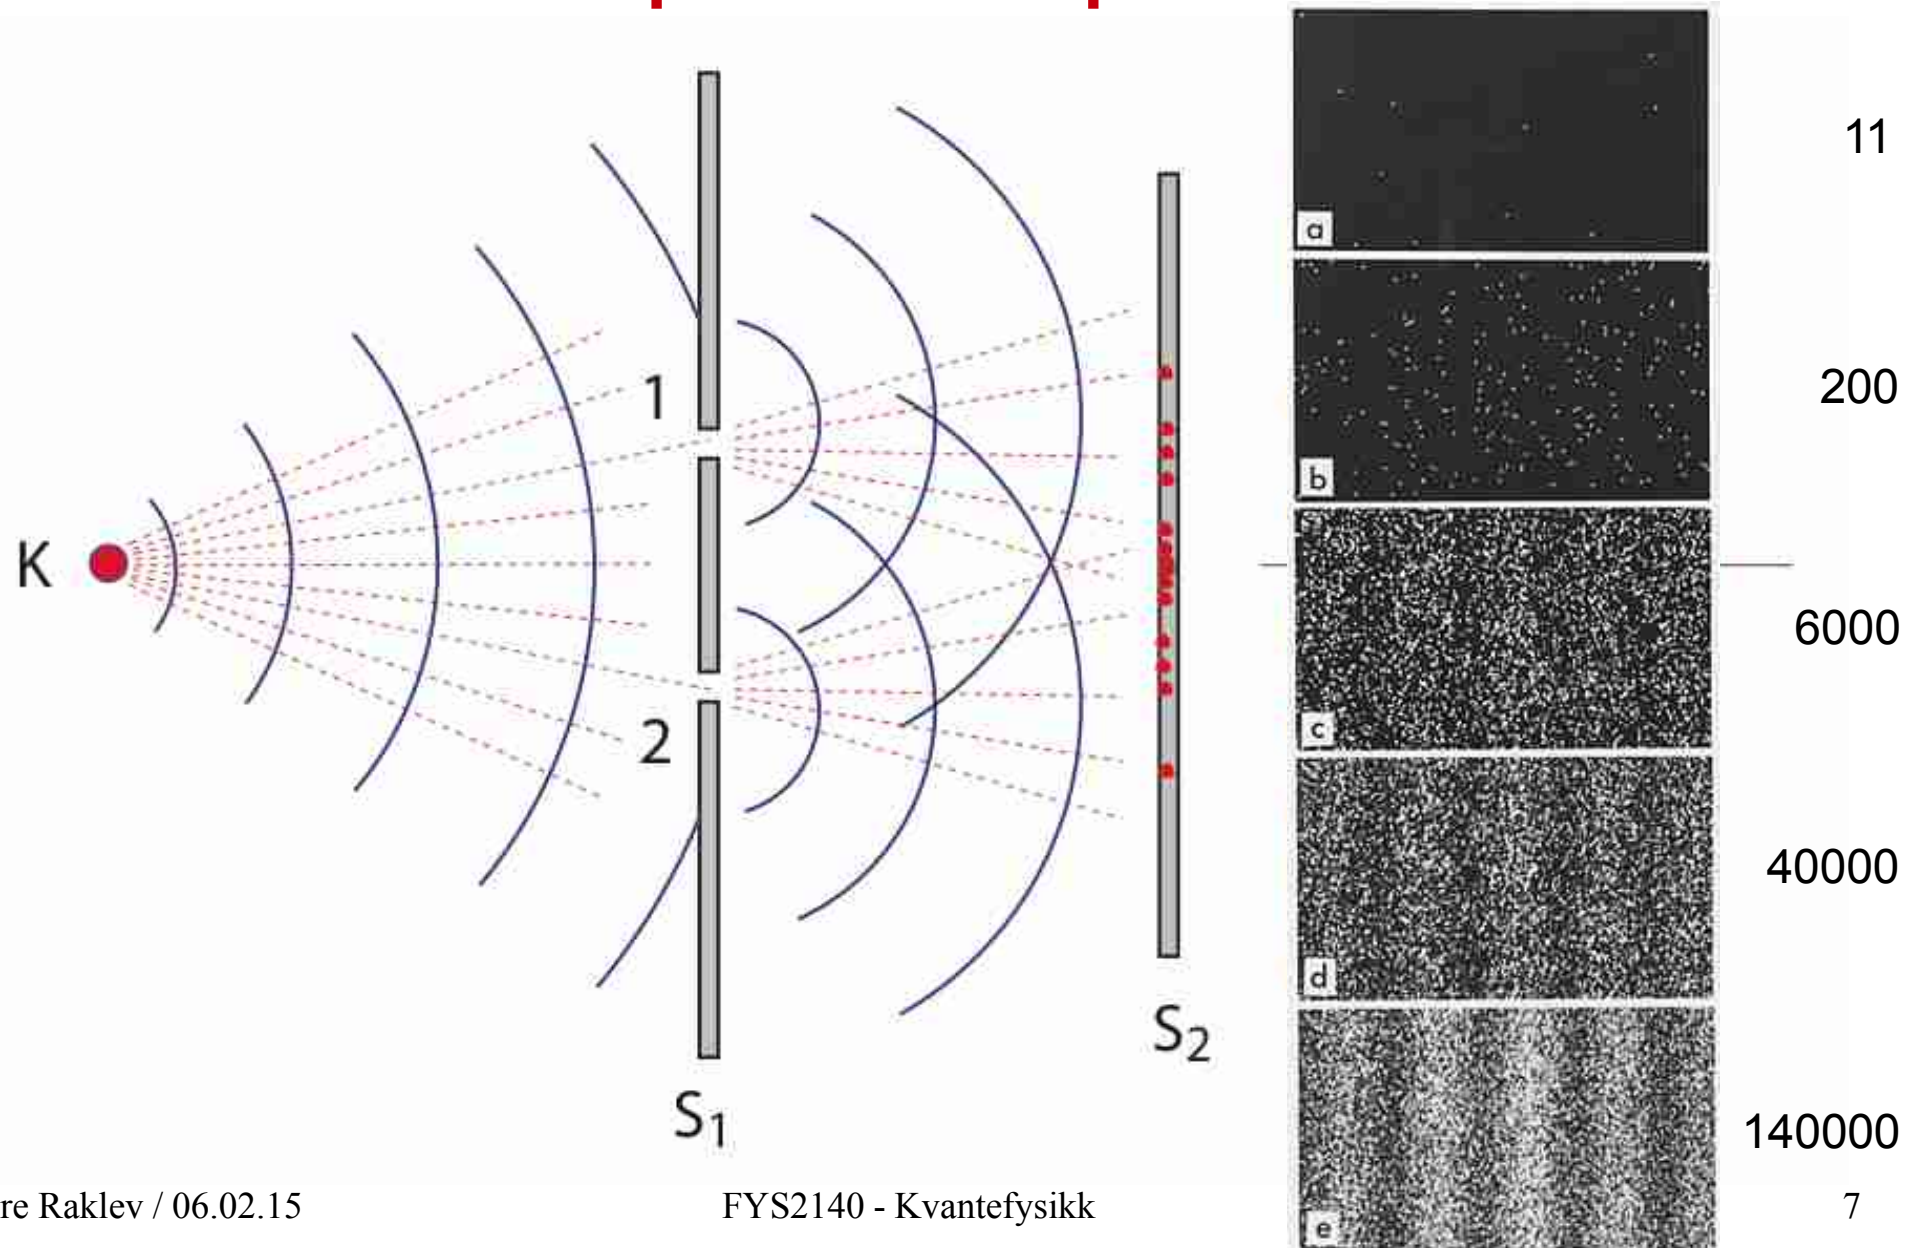 K
1
2
S1
S2
a
11
b
200
c
6000
d
40000
e
140000
re Raklev / 06.02.15
FYS2140 - Kvantefysikk
7